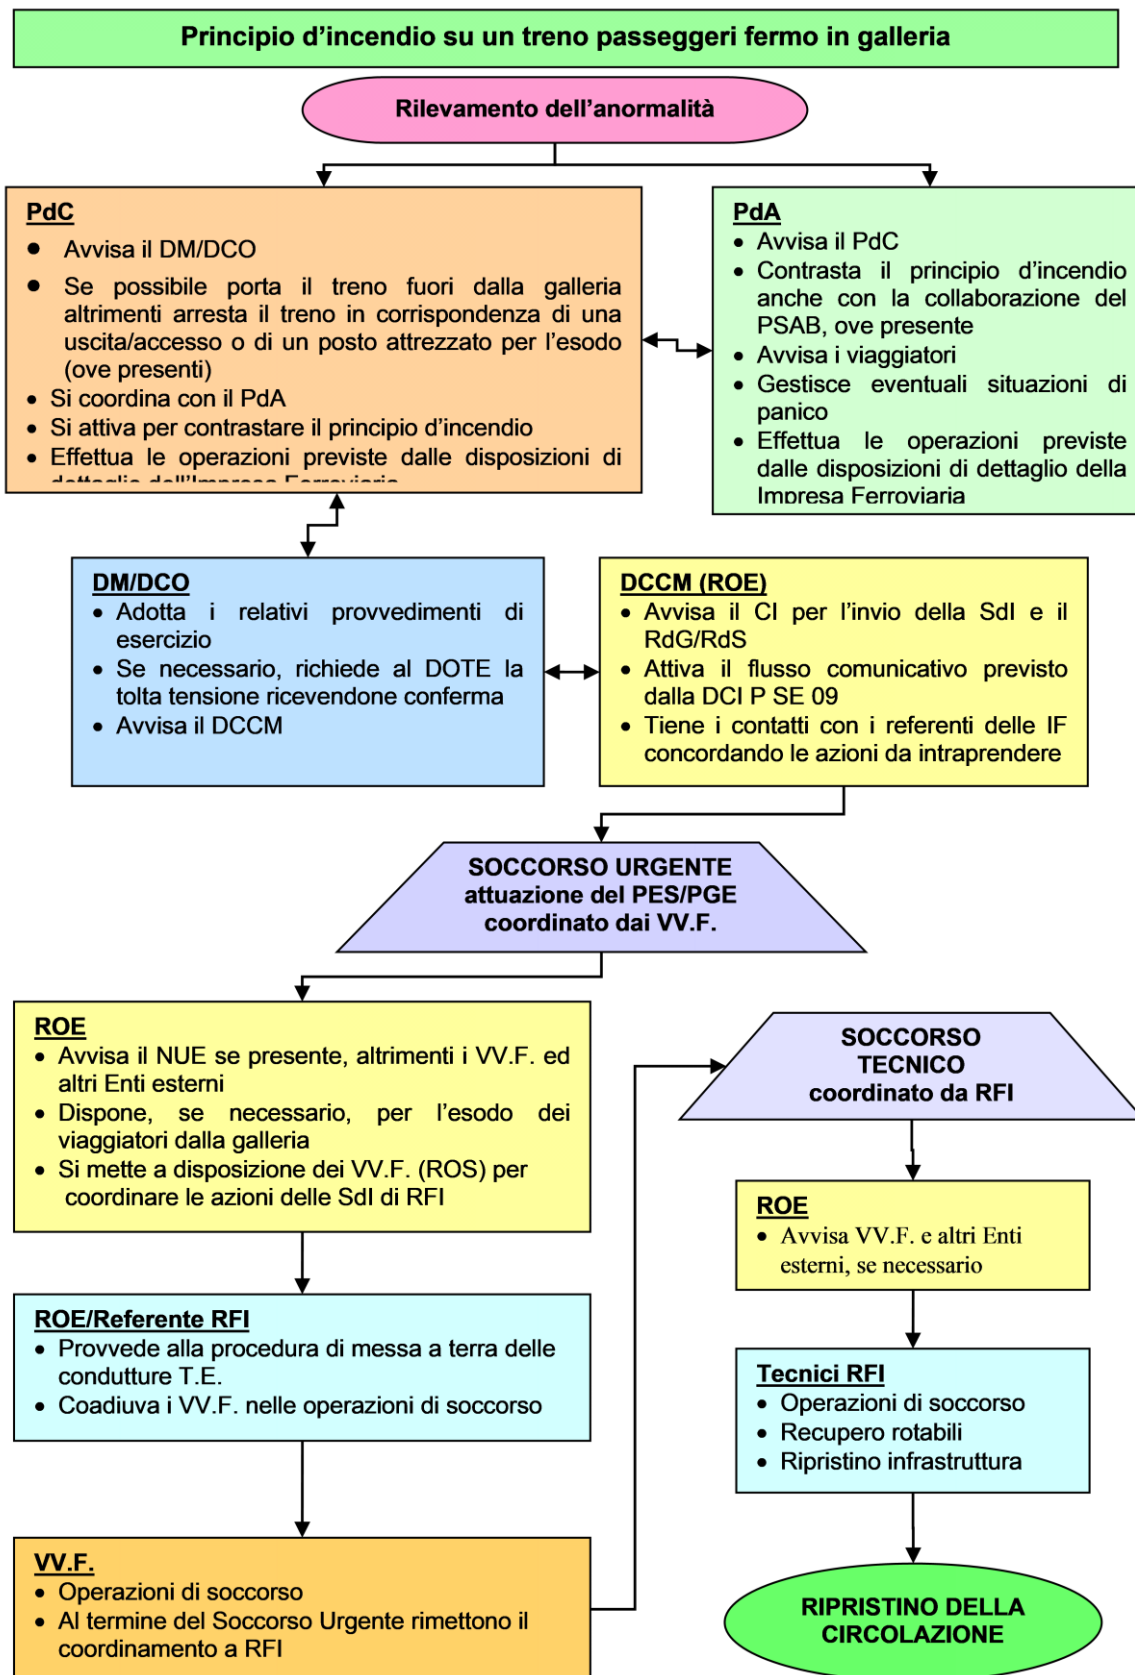 Principio d'incendio su un treno passeggeri fermo in galleria
Rilevamento dell'anormalità
PdC
• Avvisa il DM/DCO
• Se possibile porta il treno fuori dalla galleria
altrimenti arresta il treno in corrispondenza di una
uscita/accesso o di un posto attrezzato per l'esodo
(ove presenti)
• Si coordina con il PdA
• Si attiva per contrastare il principio d'incendio
• Effettua le operazioni previste dalle disposizioni di
dettaglio dell'Impresa Ferroviaria
PdA
• Avvisa il PdC
• Contrasta il principio d'incendio
anche con la collaborazione del
PSAB, ove presente
• Avvisa i viaggiatori
• Gestisce eventuali situazioni di
panico
• Effettua le operazioni previste
dalle disposizioni di dettaglio della
Impresa Ferroviaria
DM/DCO
• Adotta i relativi provvedimenti di
esercizio
• Se necessario, richiede al DOTE la
tolta tensione ricevendone conferma
• Avvisa il DCCM
DCCM (ROE)
• Avvisa il CI per l'invio della SdI e il
RdG/RdS
• Attiva il flusso comunicativo previsto
dalla DCI P SE 09
• Tiene i contatti con i referenti delle IF
concordando le azioni da intraprendere
SOCCORSO URGENTE
attuazione del PES/PGE
coordinato dai VV.F.
ROE
• Avvisa il NUE se presente, altrimenti i VV.F. ed
altri Enti esterni
• Dispone, se necessario, per l'esodo dei
viaggiatori dalla galleria
• Si mette a disposizione dei VV.F. (ROS) per
coordinare le azioni delle SdI di RFI
ROE/Referente RFI
• Provvede alla procedura di messa a terra delle
condutture T.E.
• Coadiuva i VV.F. nelle operazioni di soccorso
VV.F.
• Operazioni di soccorso
• Al termine del Soccorso Urgente rimettono il
coordinamento a RFI
SOCCORSO
TECNICO
coordinato da RFI
ROE
• Avvisa VV.F. e altri Enti
esterni, se necessario
Tecnici RFI
• Operazioni di soccorso
• Recupero rotabili
• Ripristino infrastruttura
RIPRISTINO DELLA
CIRCOLAZIONE